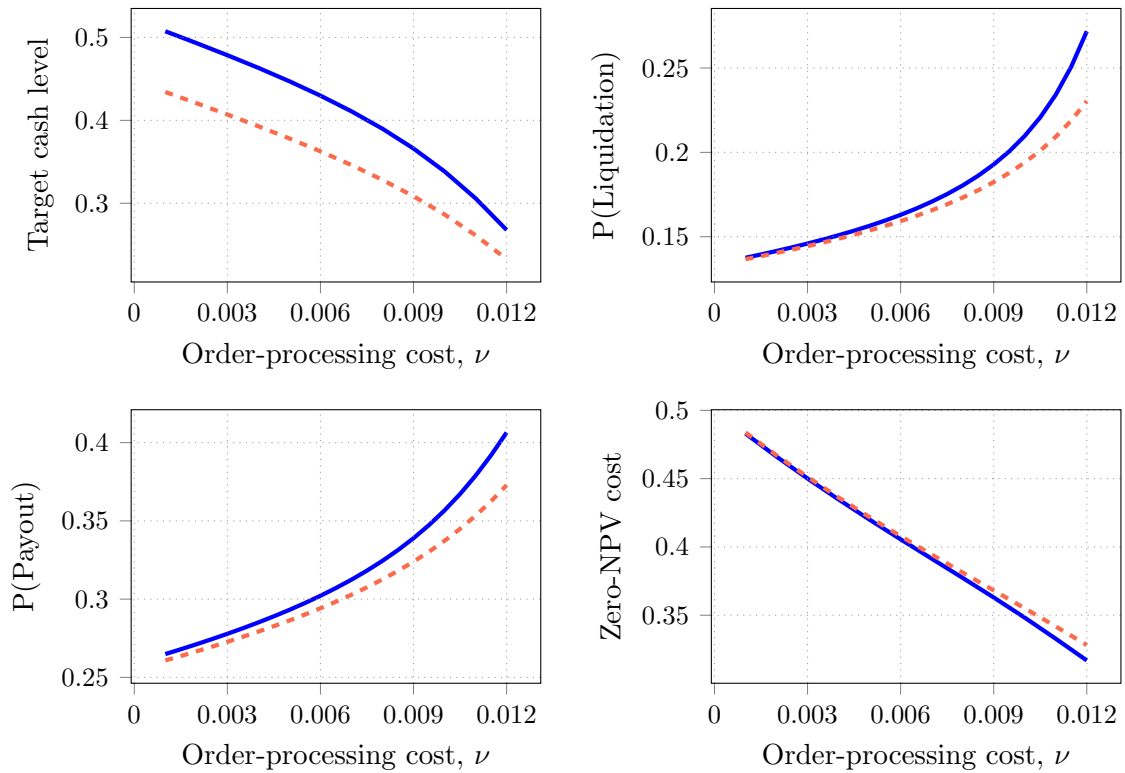 Target cash level
0.5
0.4
0.3
0 0.003 0.006 0.009 0.012
Order-processing cost, ν
P(Liquidation)
0.25
0.2
0.15
0 0.003 0.006 0.009 0.012
Order-processing cost, ν
P(Payout)
0.4
0.35
0.3
0.25
0 0.003 0.006 0.009 0.012
Order-processing cost, ν
Zero-NPV cost
0.5
0.45
0.4
0.35
0 0.003 0.006 0.009 0.012
Order-processing cost, ν